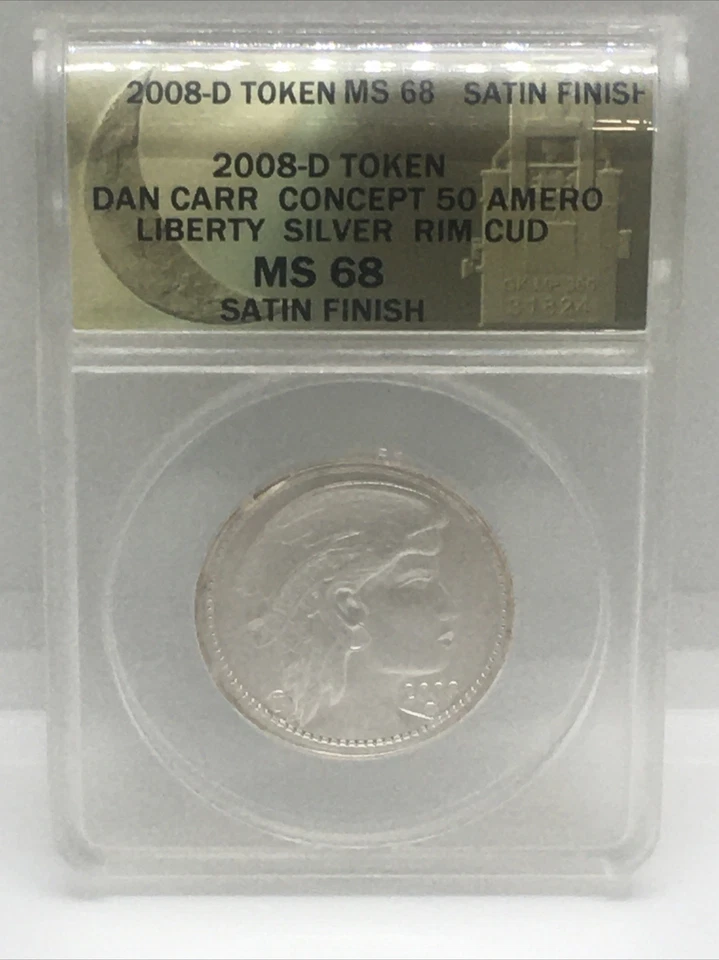 2008-D TOKEN MS 68 SATIN FINISH
2008-D TOKEN
DAN CARR CONCEPT 50 AMERO
LIBERTY SILVER RIM CUD
MS 68
SATIN FINISH
31824